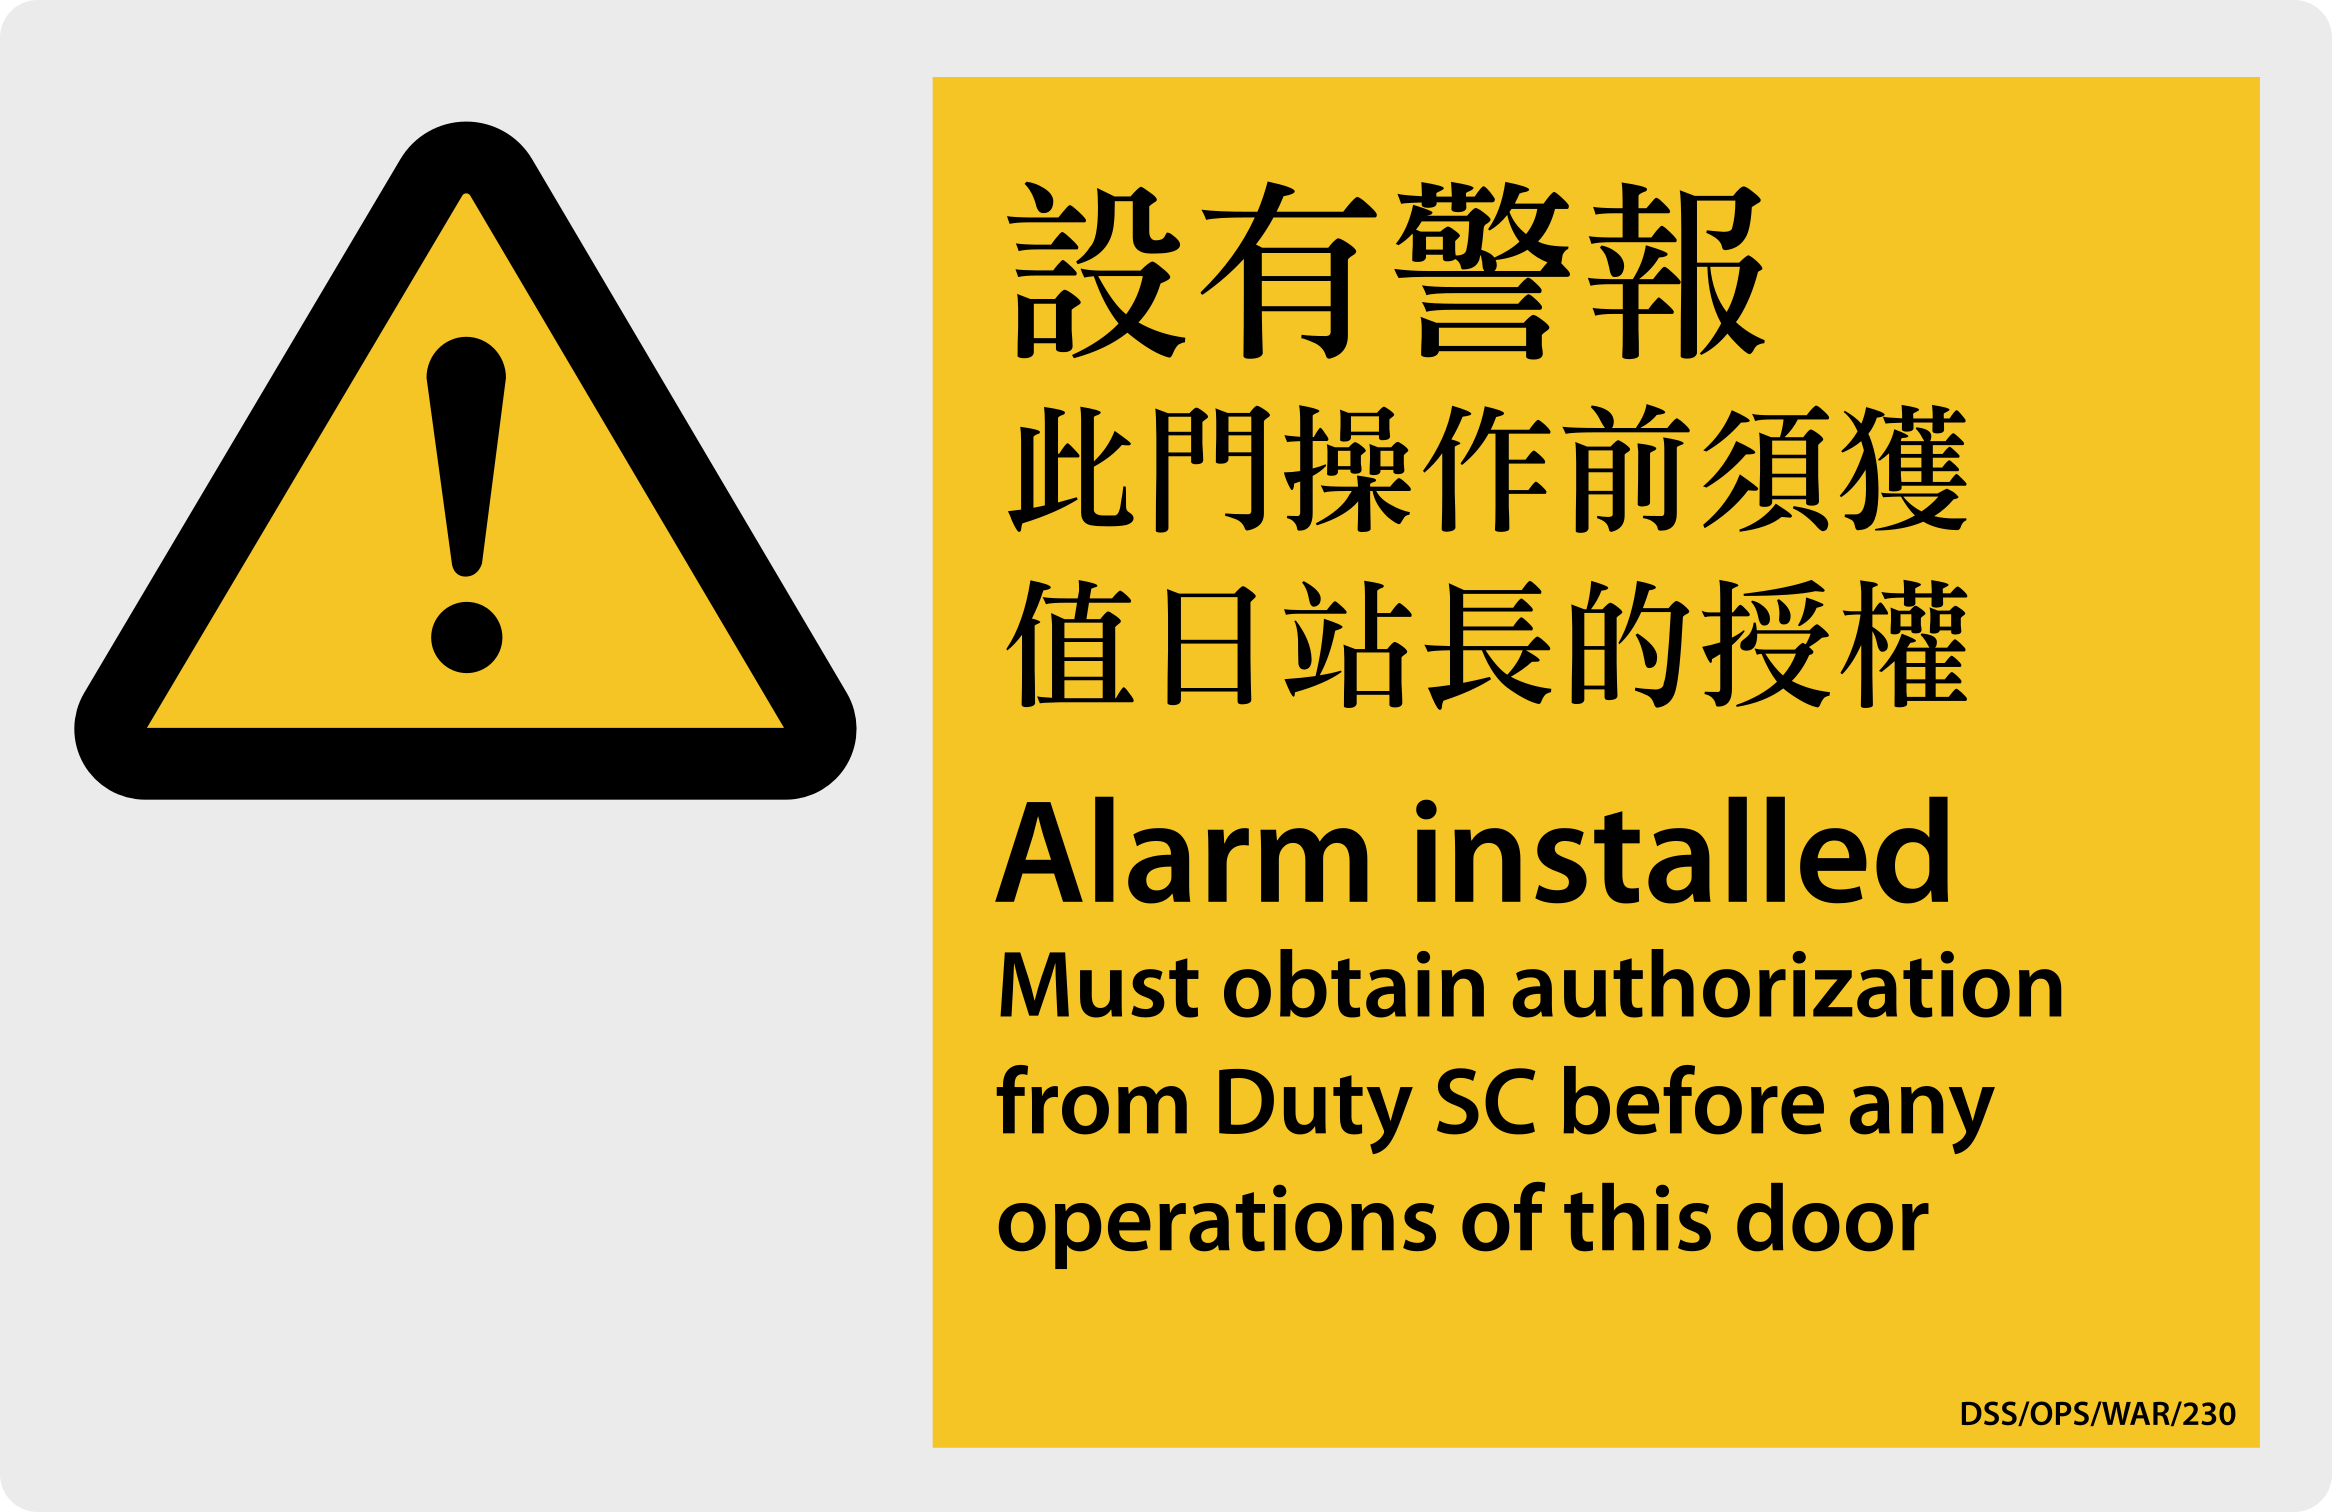 設有警報
此門操作前須獲
值日站長的授權
Alarm installed
Must obtain authorization
from Duty SC before any
operations of this door
DSS/OPS/WAR/230